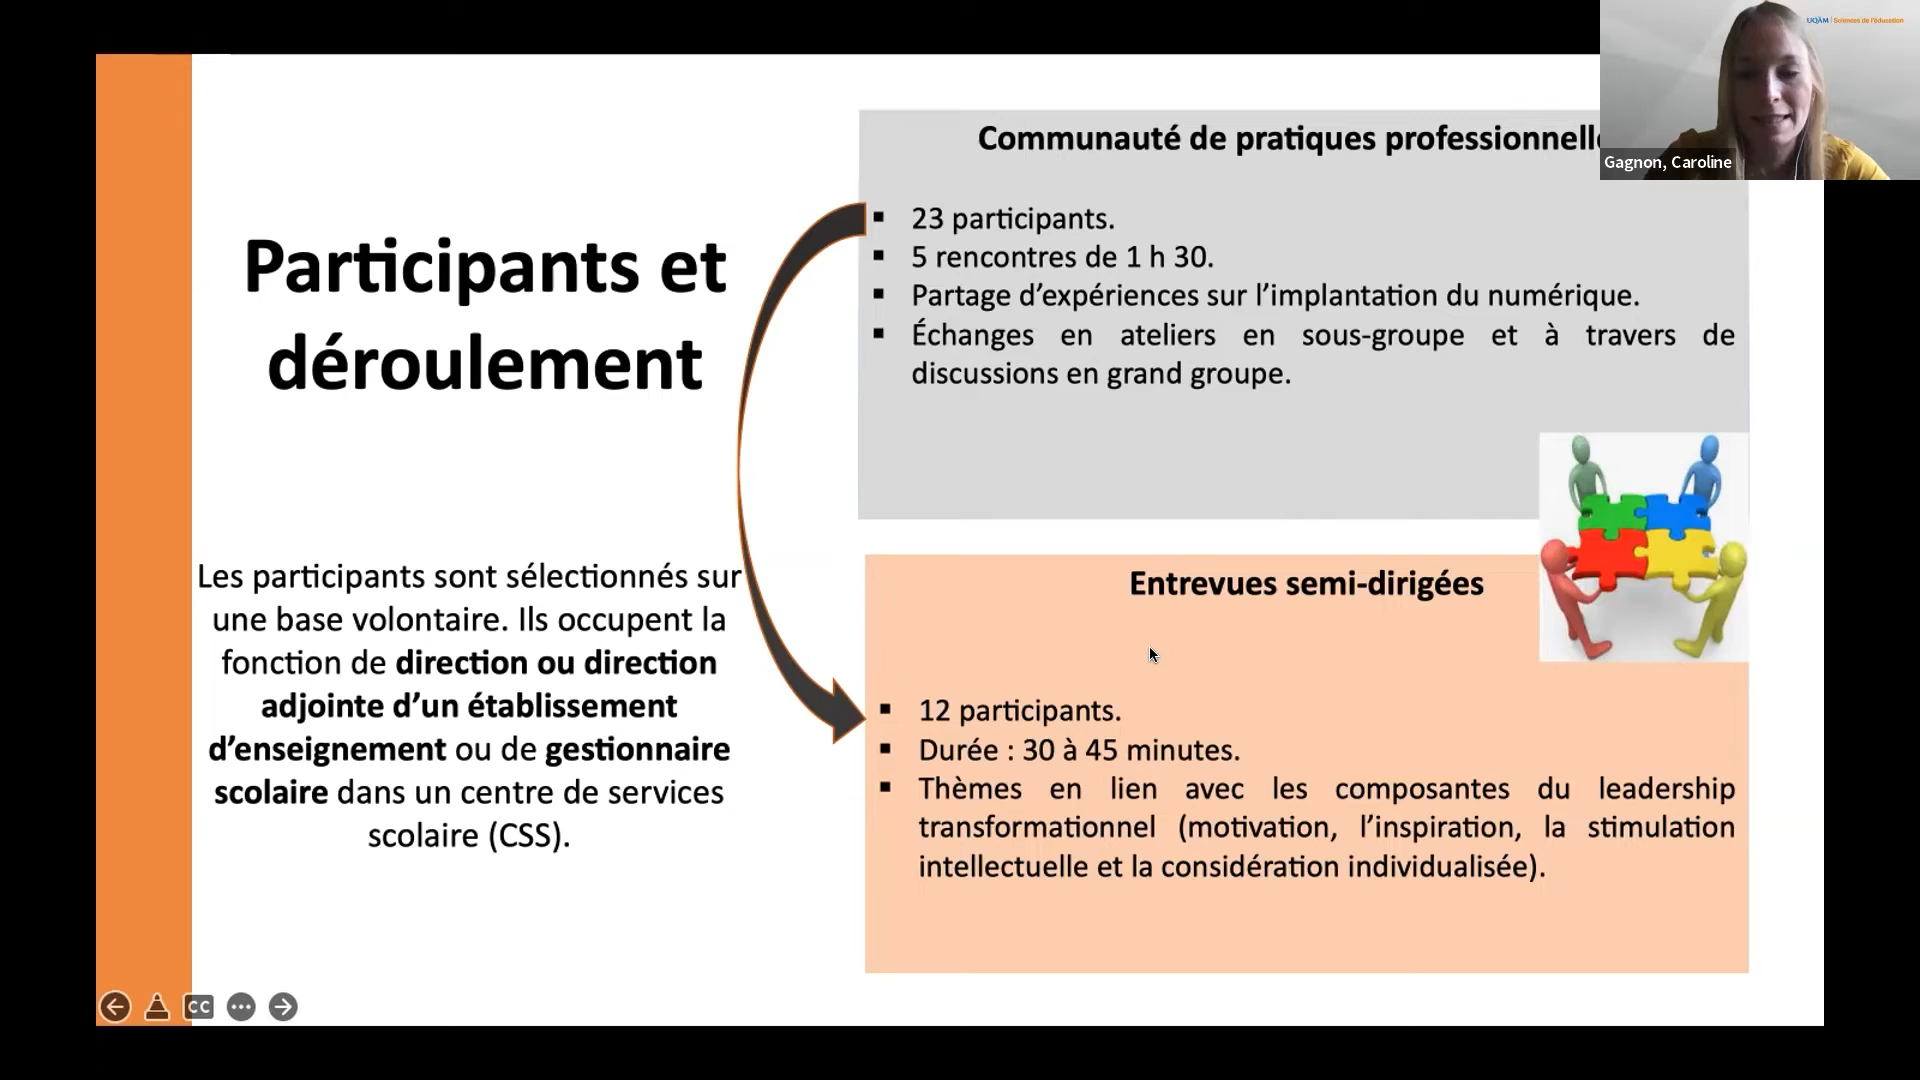 UQÀM | Sciences de l'éducation
Gagnon, Caroline
Participants et
déroulement
Les participants sont sélectionnés sur
une base volontaire. Ils occupent la
fonction de direction ou direction
adjointe d’un établissement
d’enseignement ou de gestionnaire
scolaire dans un centre de services
scolaire (CSS).
Communauté de pratiques professionnelle
▪ 23 participants.
▪ 5 rencontres de 1 h 30.
▪ Partage d’expériences sur l’implantation du numérique.
▪ Échanges en ateliers en sous-groupe et à travers de
discussions en grand groupe.
Entrevues semi-dirigées
▪ 12 participants.
▪ Durée : 30 à 45 minutes.
▪ Thèmes en lien avec les composantes du leadership
transformationnel (motivation, l’inspiration, la stimulation
intellectuelle et la considération individualisée).
CC